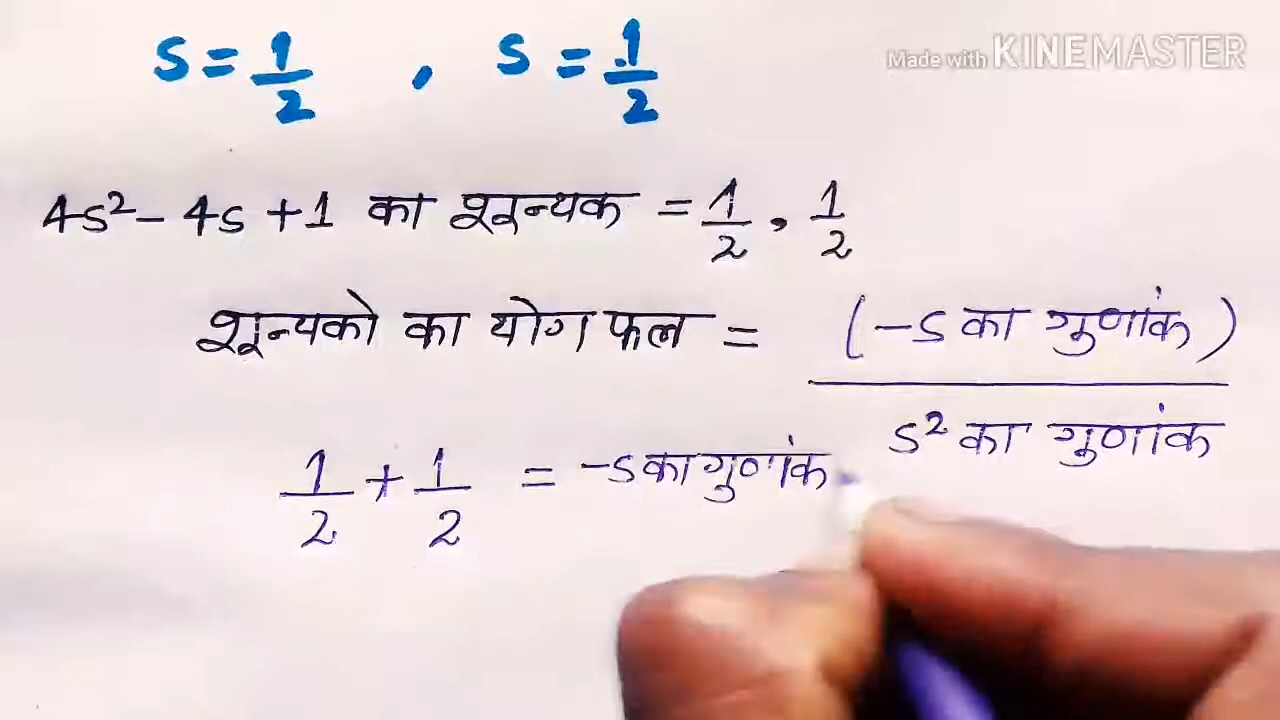 S = 1/2 , S = 1/2
Made with KINEMASTER
4s² - 4s + 1 का शून्यक = 1/2 , 1/2
शून्यको का योग फल = (-S का गुणांक) / S² का गुणांक
1/2 + 1/2 = -S का गुणांक